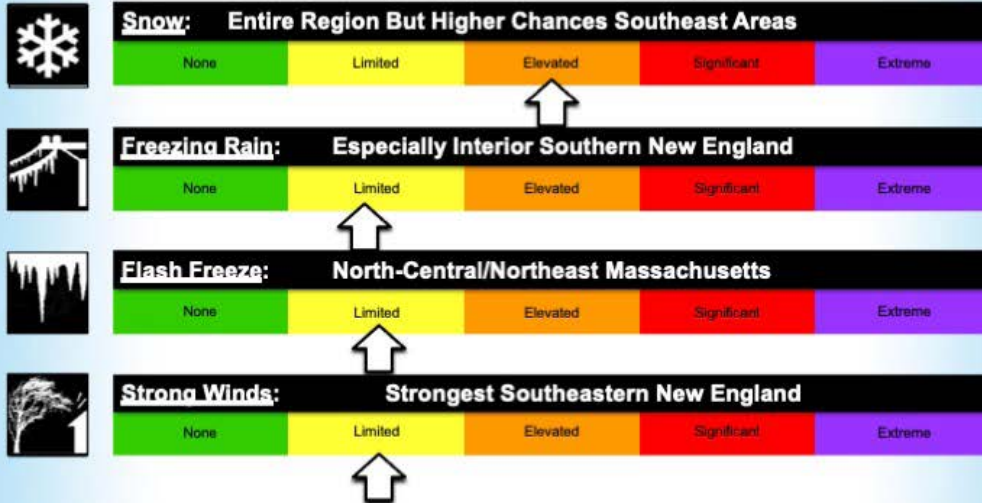 Snow: Entire Region But Higher Chances Southeast Areas
None Limited Elevated Significant Extreme
Freezing Rain: Especially Interior Southern New England
None Limited Elevated Significant Extreme
Flash Freeze: North-Central/Northeast Massachusetts
None Limited Elevated Significant Extreme
Strong Winds: Strongest Southeastern New England
None Limited Elevated Significant Extreme